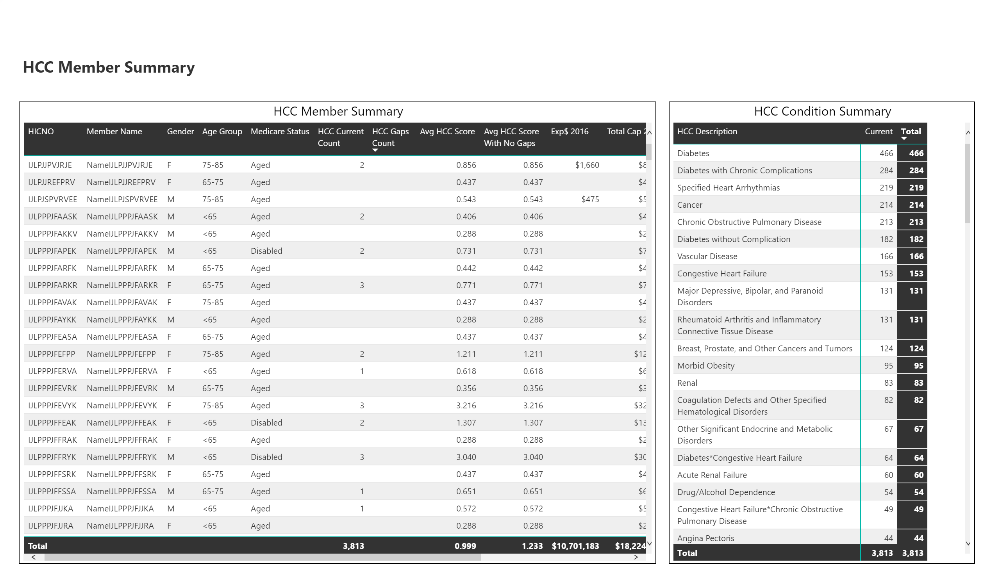 HCC Member Summary
HCC Member Summary
HICNO Member Name Gender Age Group Medicare Status HCC Current Count HCC Gaps Count Avg HCC Score Avg HCC Score With No Gaps Exp$ 2016 Total Cap 2
IJLPJJPVJRJE NameIJLPJJPVJRJE F 75-85 Aged 2 0.856 0.856 $1,660 $8
IJLPJJREFPRV NameIJLPJJREFPRV F 65-75 Aged 0.437 0.437 $4
IJLPJSPVRVEE NameIJLPJSPVRVEE M 75-85 Aged 0.543 0.543 $475 $5
IJLPPPJFAASK NameIJLPPPJFAASK M <65 Aged 2 0.406 0.406 $4
IJLPPPJFAKKV NameIJLPPPJFAKKV M <65 Aged 0.288 0.288 $2
IJLPPPJFAPEK NameIJLPPPJFAPEK M <65 Disabled 2 0.731 0.731 $7
IJLPPPJFARFK NameIJLPPPJFARFK M 65-75 Aged 0.442 0.442 $4
IJLPPPJFARKR NameIJLPPPJFARKR F 65-75 Aged 3 0.771 0.771 $7
IJLPPPJFAVAK NameIJLPPPJFAVAK F 75-85 Aged 0.437 0.437 $4
IJLPPPJFAYKK NameIJLPPPJFAYKK M <65 Aged 0.288 0.288 $2
IJLPPPJFEASA NameIJLPPPJFEASA F 65-75 Aged 0.437 0.437 $4
IJLPPPJFEFPP NameIJLPPPJFEFPP F 75-85 Aged 2 1.211 1.211 $12
IJLPPPJFERVA NameIJLPPPJFERVA F <65 Aged 1 0.618 0.618 $6
IJLPPPJFEVRK NameIJLPPPJFEVRK M 65-75 Aged 0.356 0.356 $3
IJLPPPJFEVYK NameIJLPPPJFEVYK F 75-85 Aged 3 3.216 3.216 $32
IJLPPPJFFEAK NameIJLPPPJFFEAK F <65 Disabled 2 1.307 1.307 $13
IJLPPPJFFRAK NameIJLPPPJFFRAK F <65 Aged 0.288 0.288 $2
IJLPPPJFFRYK NameIJLPPPJFFRYK M <65 Disabled 3 3.040 3.040 $30
IJLPPPJFFSRK NameIJLPPPJFFSRK F 65-75 Aged 0.437 0.437 $4
IJLPPPJFFSSA NameIJLPPPJFFSSA M 65-75 Aged 1 0.651 0.651 $6
IJLPPPJFJJKA NameIJLPPPJFJJKA M <65 Aged 1 0.572 0.572 $5
IJLPPPJFJJRA NameIJLPPPJFJJRA F <65 Aged 0.288 0.288 $2
Total 3,813 0.999 1.233 $10,701,183 $18,224
HCC Condition Summary
HCC Description Current Total
Diabetes 466 466
Diabetes with Chronic Complications 284 284
Specified Heart Arrhythmias 219 219
Cancer 214 214
Chronic Obstructive Pulmonary Disease 213 213
Diabetes without Complication 182 182
Vascular Disease 166 166
Congestive Heart Failure 153 153
Major Depressive, Bipolar, and Paranoid 131 131
Disorders
Rheumatoid Arthritis and Inflammatory 131 131
Connective Tissue Disease
Breast, Prostate, and Other Cancers and Tumors 124 124
Morbid Obesity 95 95
Renal 83 83
Coagulation Defects and Other Specified 82 82
Hematological Disorders
Other Significant Endocrine and Metabolic 67 67
Disorders
Diabetes*Congestive Heart Failure 64 64
Acute Renal Failure 60 60
Drug/Alcohol Dependence 54 54
Congestive Heart Failure*Chronic Obstructive 49 49
Pulmonary Disease
Angina Pectoris 44 44
Total 3,813 3,813